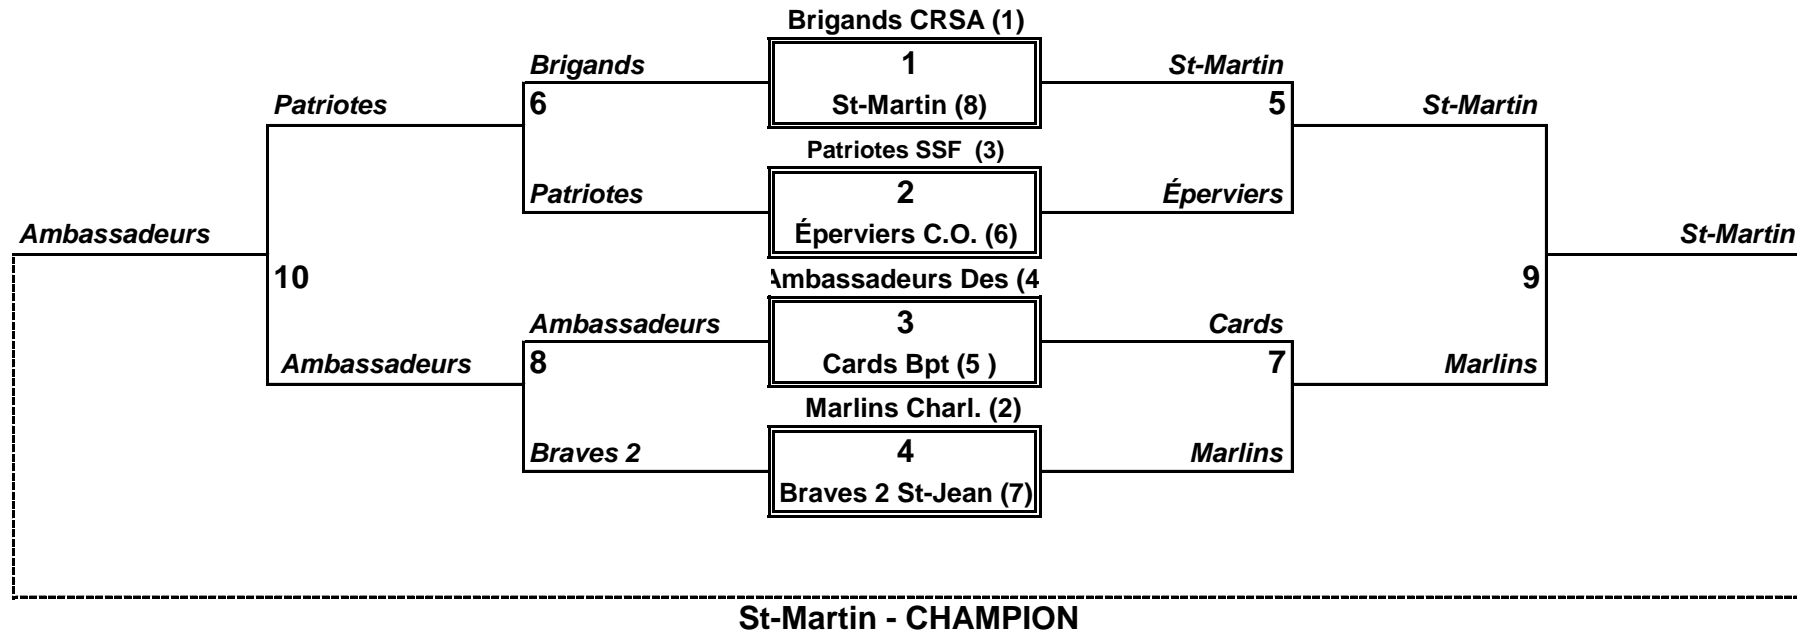 Brigands CRSA (1)
Brigands 1 St-Martin
Patriotes 6 St-Martin (8) 5 St-Martin
Patriotes SSF (3)
Patriotes 2 Éperviers
Ambassadeurs Éperviers C.O. (6) St-Martin
10 Ambassadeurs Des (4 9
Ambassadeurs 3 Cards
Ambassadeurs 8 Cards Bpt (5 ) 7 Marlins
Marlins Charl. (2)
Braves 2 4 Marlins
Braves 2 St-Jean (7)
St-Martin - CHAMPION